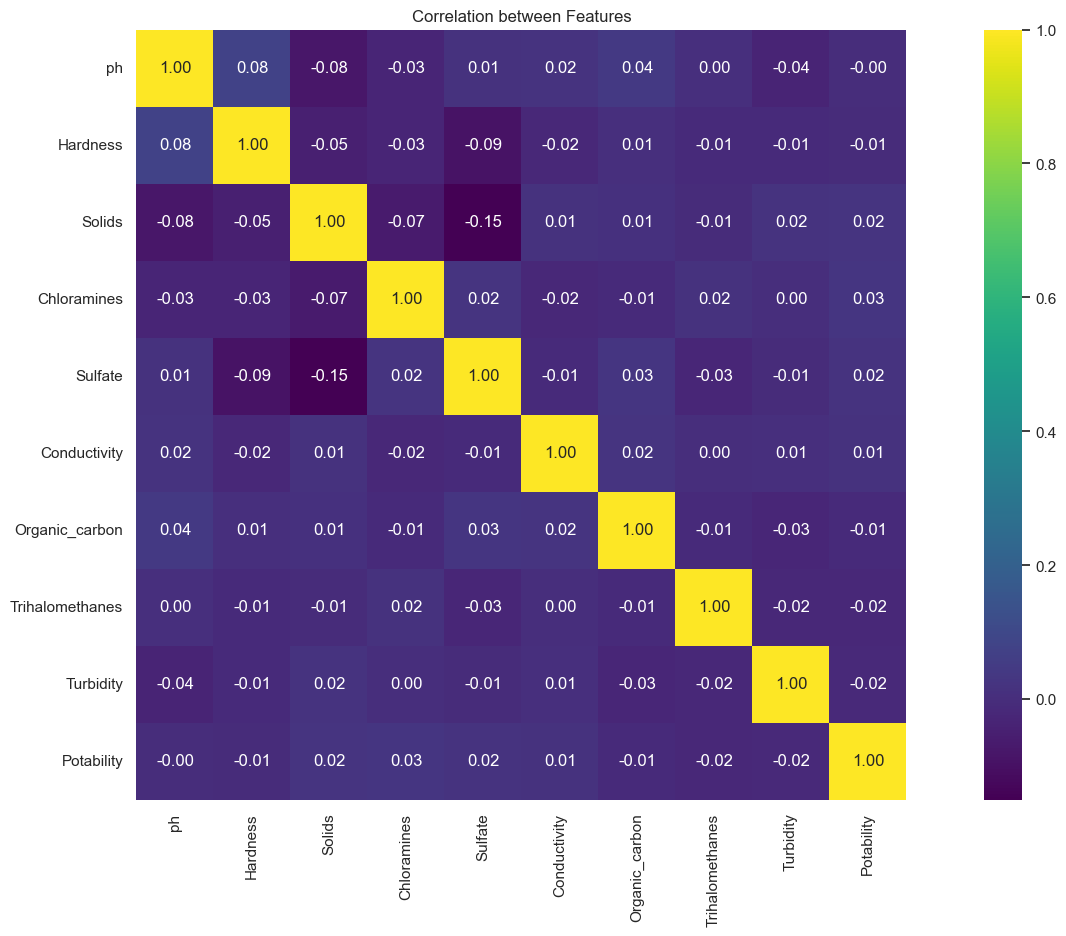 Correlation between Features
ph 1.00 0.08 -0.08 -0.03 0.01 0.02 0.04 0.00 -0.04 -0.00
Hardness 0.08 1.00 -0.05 -0.03 -0.09 -0.02 0.01 -0.01 -0.01 -0.01
Solids -0.08 -0.05 1.00 -0.07 -0.15 0.01 0.01 -0.01 0.02 0.02
Chloramines -0.03 -0.03 -0.07 1.00 0.02 -0.02 -0.01 0.02 0.00 0.03
Sulfate 0.01 -0.09 -0.15 0.02 1.00 -0.01 0.03 -0.03 -0.01 0.02
Conductivity 0.02 -0.02 0.01 -0.02 -0.01 1.00 0.02 0.00 0.01 0.01
Organic_carbon 0.04 0.01 0.01 -0.01 0.03 0.02 1.00 -0.01 -0.03 -0.01
Trihalomethanes 0.00 -0.01 -0.01 0.02 -0.03 0.00 -0.01 1.00 -0.02 -0.02
Turbidity -0.04 -0.01 0.02 0.00 -0.01 0.01 -0.03 -0.02 1.00 -0.02
Potability -0.00 -0.01 0.02 0.03 0.02 0.01 -0.01 -0.02 -0.02 1.00
ph Hardness Solids Chloramines Sulfate Conductivity Organic_carbon Trihalomethanes Turbidity Potability
1.0
0.8
0.6
0.4
0.2
0.0